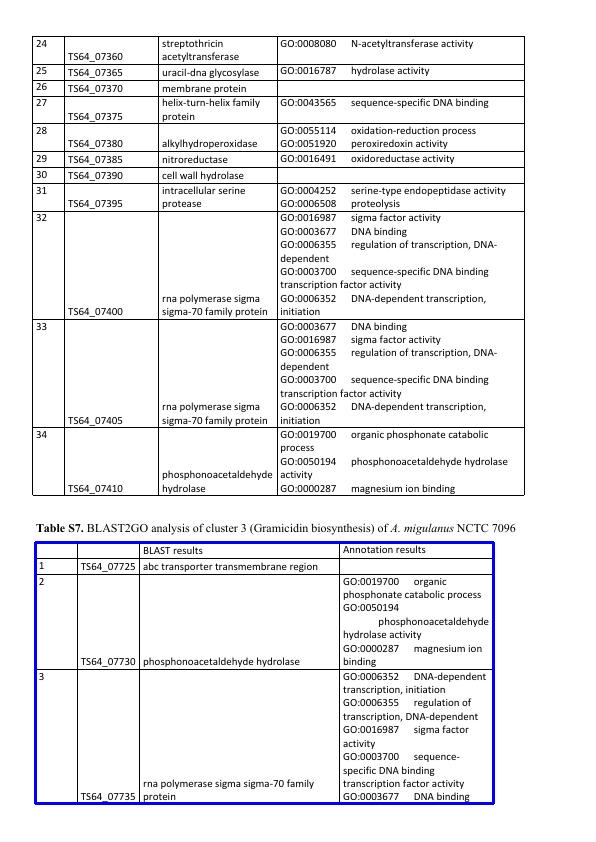 24 TS64_07360 streptothricin acetyltransferase GO:0008080 N-acetyltransferase activity
25 TS64_07365 uracil-dna glycosylase GO:0016787 hydrolase activity
26 TS64_07370 membrane protein
27 TS64_07375 helix-turn-helix family protein GO:0043565 sequence-specific DNA binding
28 TS64_07380 alkylhydroperoxidase GO:0055114 oxidation-reduction process
GO:0051920 peroxiredoxin activity
29 TS64_07385 nitroreductase GO:0016491 oxidoreductase activity
30 TS64_07390 cell wall hydrolase
31 TS64_07395 intracellular serine protease GO:0004252 serine-type endopeptidase activity
GO:0006508 proteolysis
32 TS64_07400 rna polymerase sigma sigma-70 family protein GO:0016987 sigma factor activity
GO:0003677 DNA binding
GO:0006355 regulation of transcription, DNA-
dependent
GO:0003700 sequence-specific DNA binding
transcription factor activity
GO:0006352 DNA-dependent transcription,
initiation
33 TS64_07405 rna polymerase sigma sigma-70 family protein GO:0003677 DNA binding
GO:0016987 sigma factor activity
GO:0006355 regulation of transcription, DNA-
dependent
GO:0003700 sequence-specific DNA binding
transcription factor activity
GO:0006352 DNA-dependent transcription,
initiation
34 TS64_07410 phosphonoacetaldehyde hydrolase GO:0019700 organic phosphonate catabolic
process
GO:0050194 phosphonoacetaldehyde hydrolase
activity
GO:0000287 magnesium ion binding
Table S7. BLAST2GO analysis of cluster 3 (Gramicidin biosynthesis) of A. migulanus NCTC 7096
BLAST results Annotation results
1 TS64_07725 abc transporter transmembrane region
2 TS64_07730 phosphonoacetaldehyde hydrolase GO:0019700 organic
phosphonate catabolic process
GO:0050194
phosphonoacetaldehyde
hydrolase activity
GO:0000287 magnesium ion
binding
3 TS64_07735 rna polymerase sigma sigma-70 family protein GO:0006352 DNA-dependent
transcription, initiation
GO:0006355 regulation of
transcription, DNA-dependent
GO:0016987 sigma factor
activity
GO:0003700 sequence-
specific DNA binding
transcription factor activity
GO:0003677 DNA binding